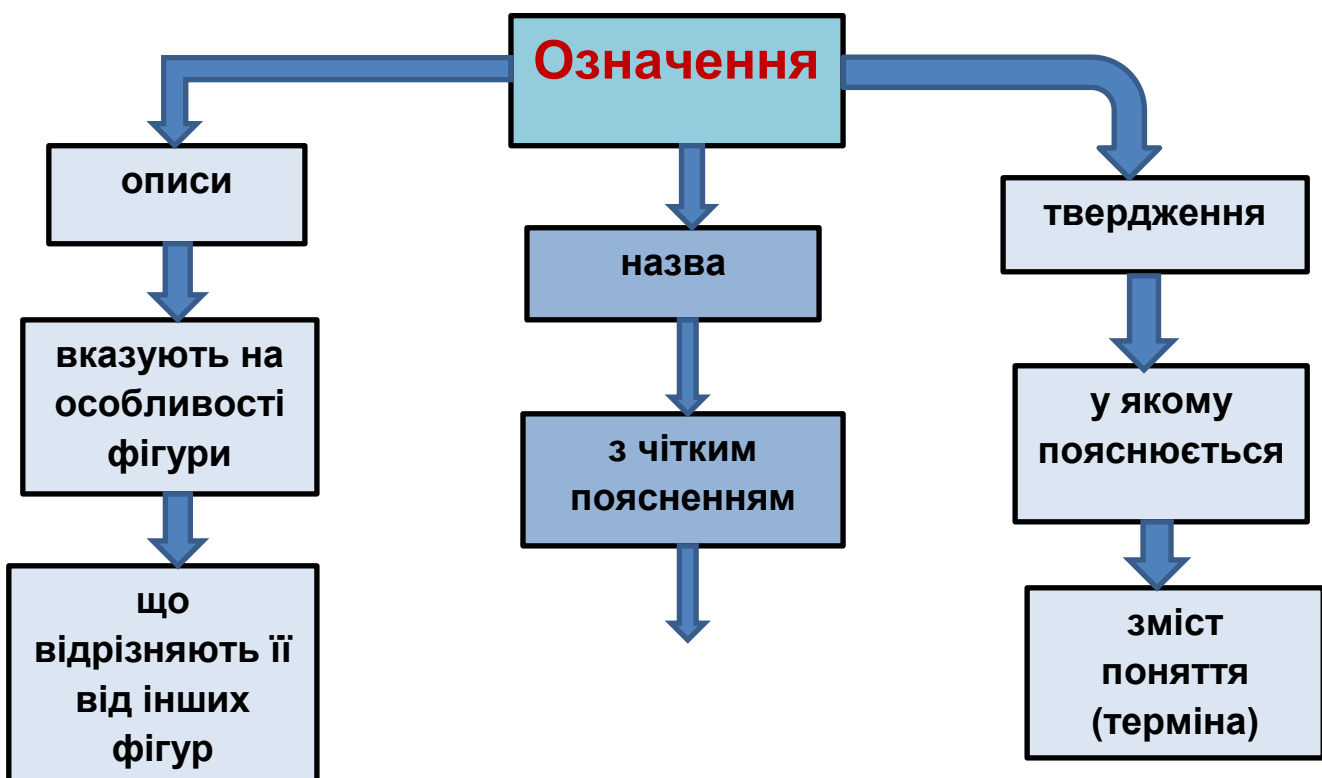 Означення
описи
вказують на
особливості
фігури
що
відрізняють її
від інших
фігур
назва
з чітким
поясненням
твердження
у якому
пояснюється
зміст
поняття
(терміна)